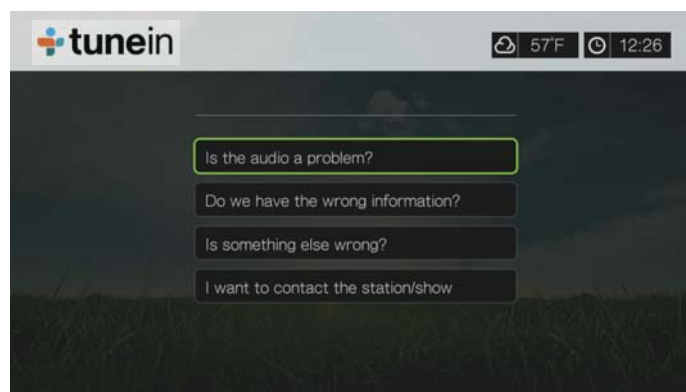 tunein
57°F
12:26
Is the audio a problem?
Do we have the wrong information?
Is something else wrong?
I want to contact the station/show